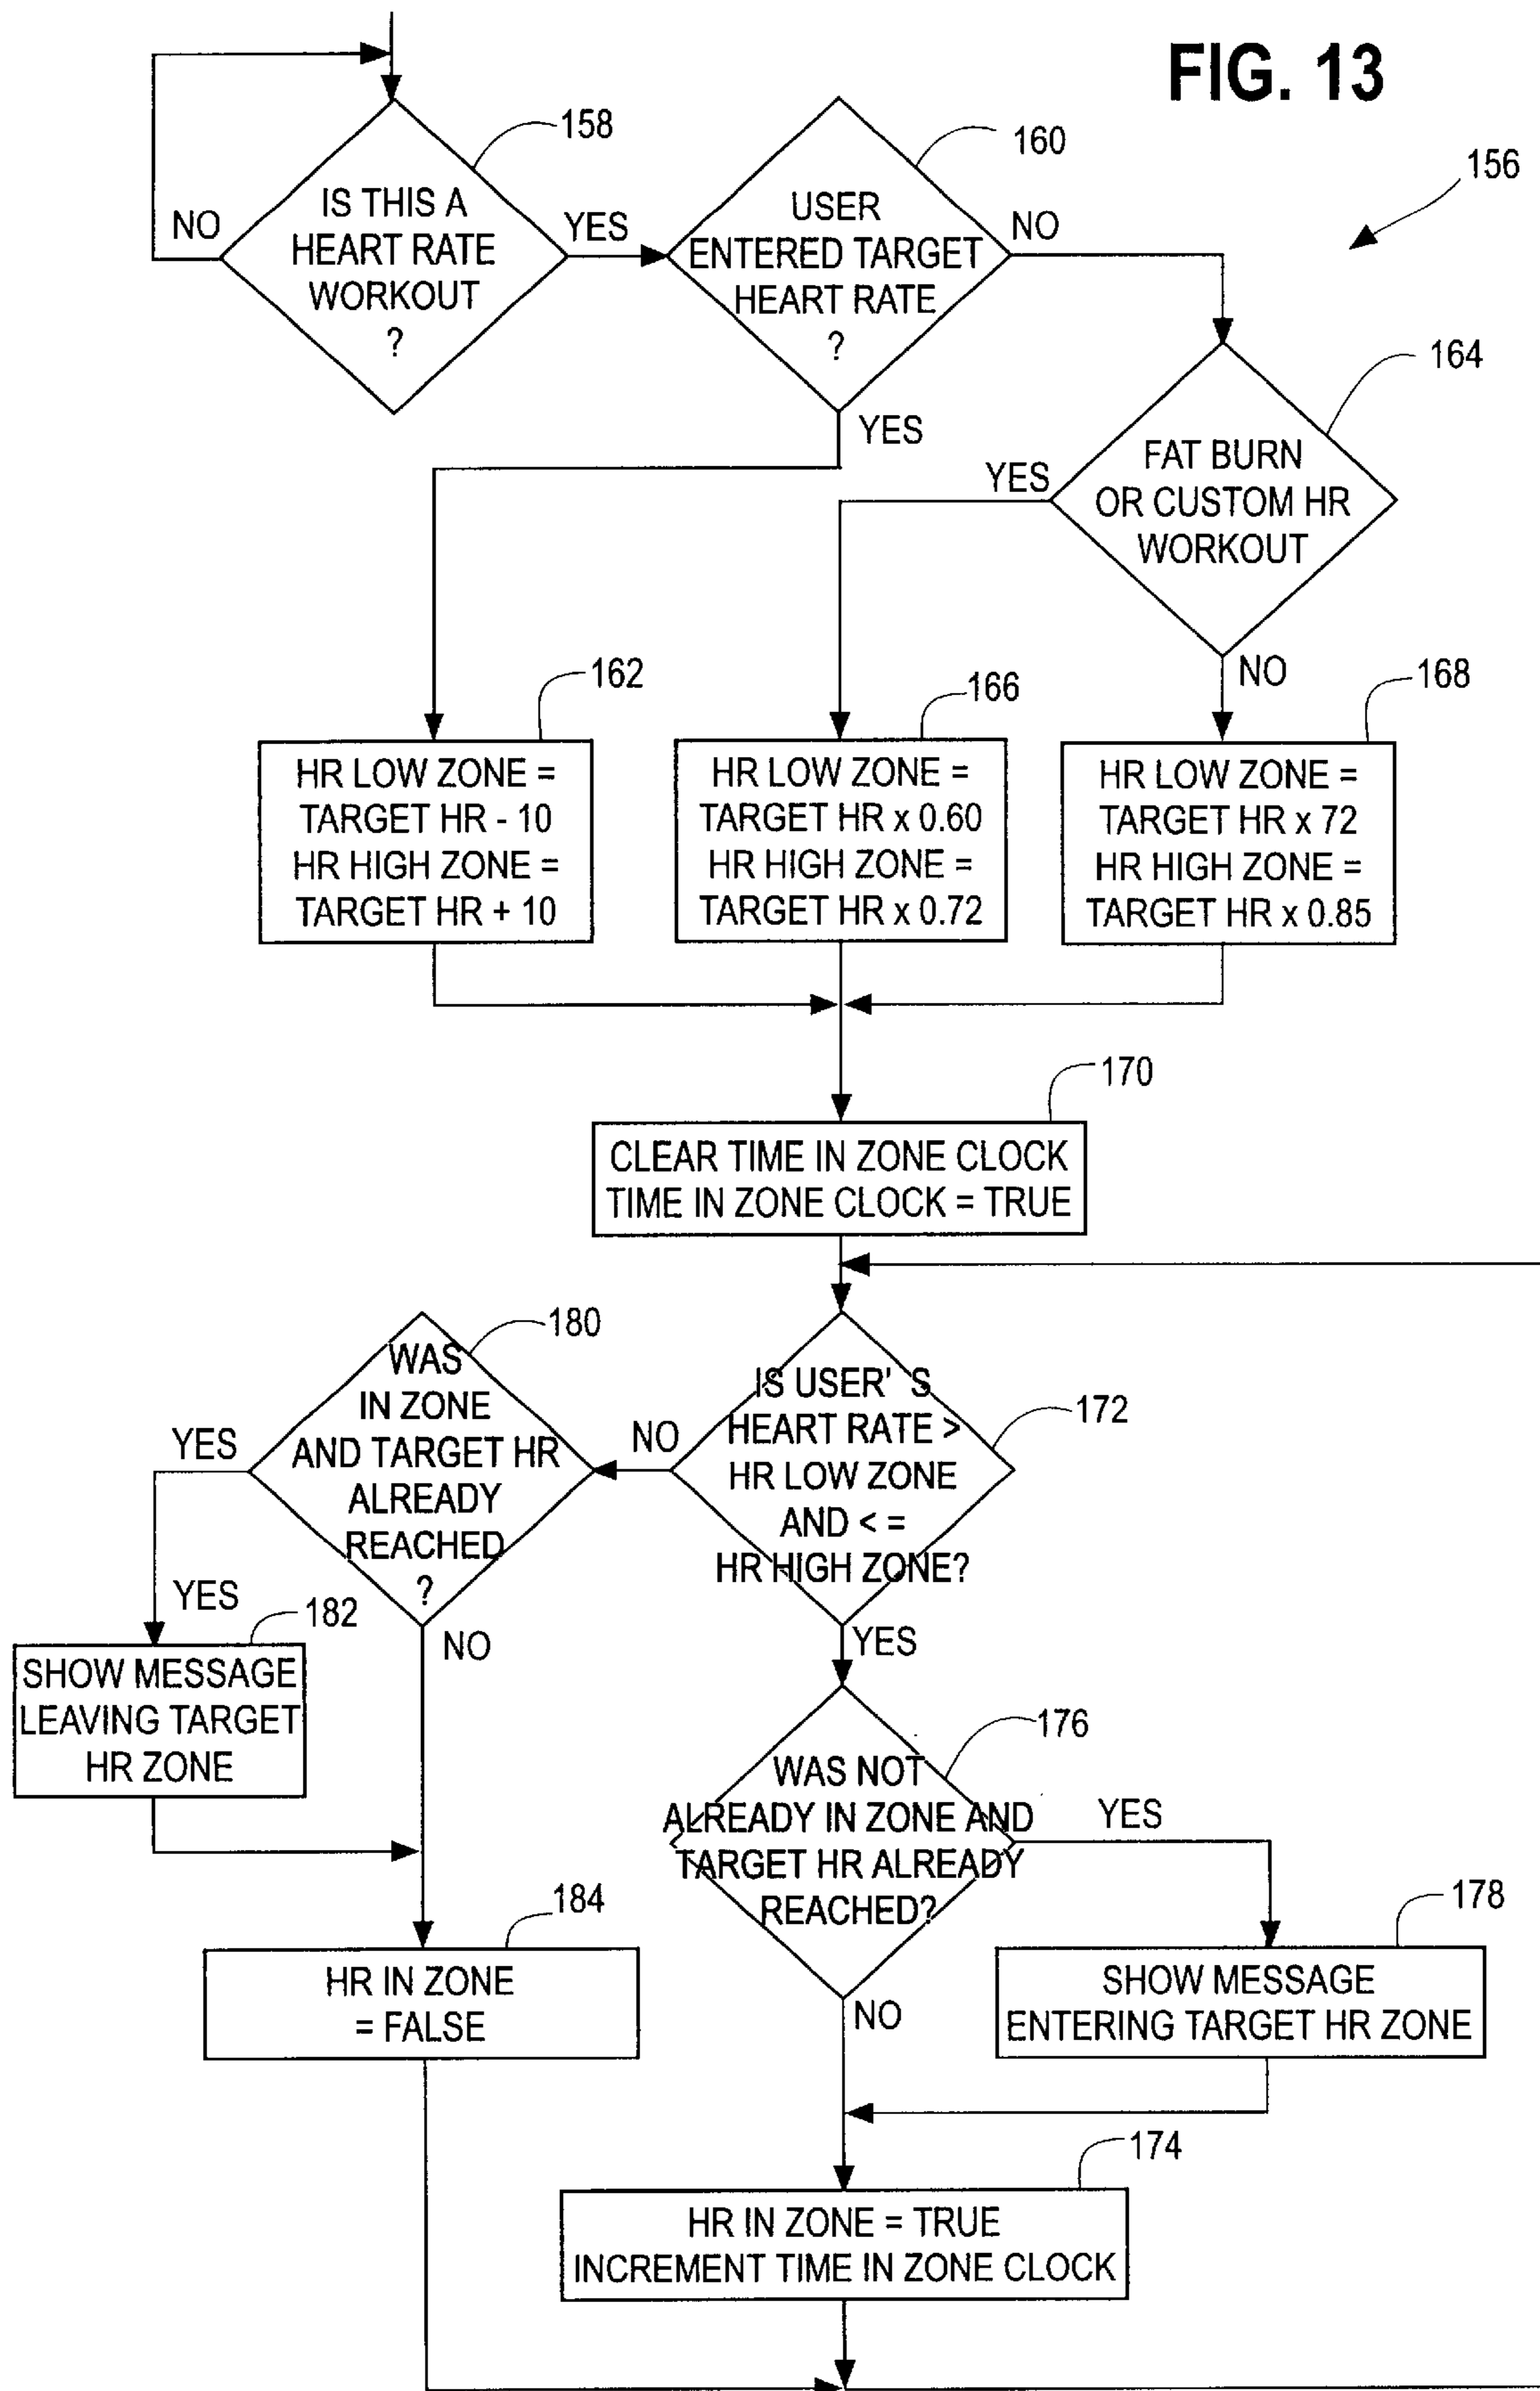 FIG. 13
156
158
IS THIS A
HEART RATE
WORKOUT
?
NO
YES
160
USER
ENTERED TARGET
HEART RATE
?
NO
YES
164
FAT BURN
OR CUSTOM HR
WORKOUT
YES
NO
162
HR LOW ZONE =
TARGET HR - 10
HR HIGH ZONE =
TARGET HR + 10
166
HR LOW ZONE =
TARGET HR x 0.60
HR HIGH ZONE =
TARGET HR x 0.72
168
HR LOW ZONE =
TARGET HR x 72
HR HIGH ZONE =
TARGET HR x 0.85
170
CLEAR TIME IN ZONE CLOCK
TIME IN ZONE CLOCK = TRUE
172
IS USER' S
HEART RATE >
HR LOW ZONE
AND < =
HR HIGH ZONE?
NO
YES
180
WAS
IN ZONE
AND TARGET HR
ALREADY
REACHED
?
YES
YES
NO
182
SHOW MESSAGE
LEAVING TARGET
HR ZONE
176
WAS NOT
ALREADY IN ZONE AND
TARGET HR ALREADY
REACHED?
YES
NO
184
HR IN ZONE
= FALSE
178
SHOW MESSAGE
ENTERING TARGET HR ZONE
174
HR IN ZONE = TRUE
INCREMENT TIME IN ZONE CLOCK